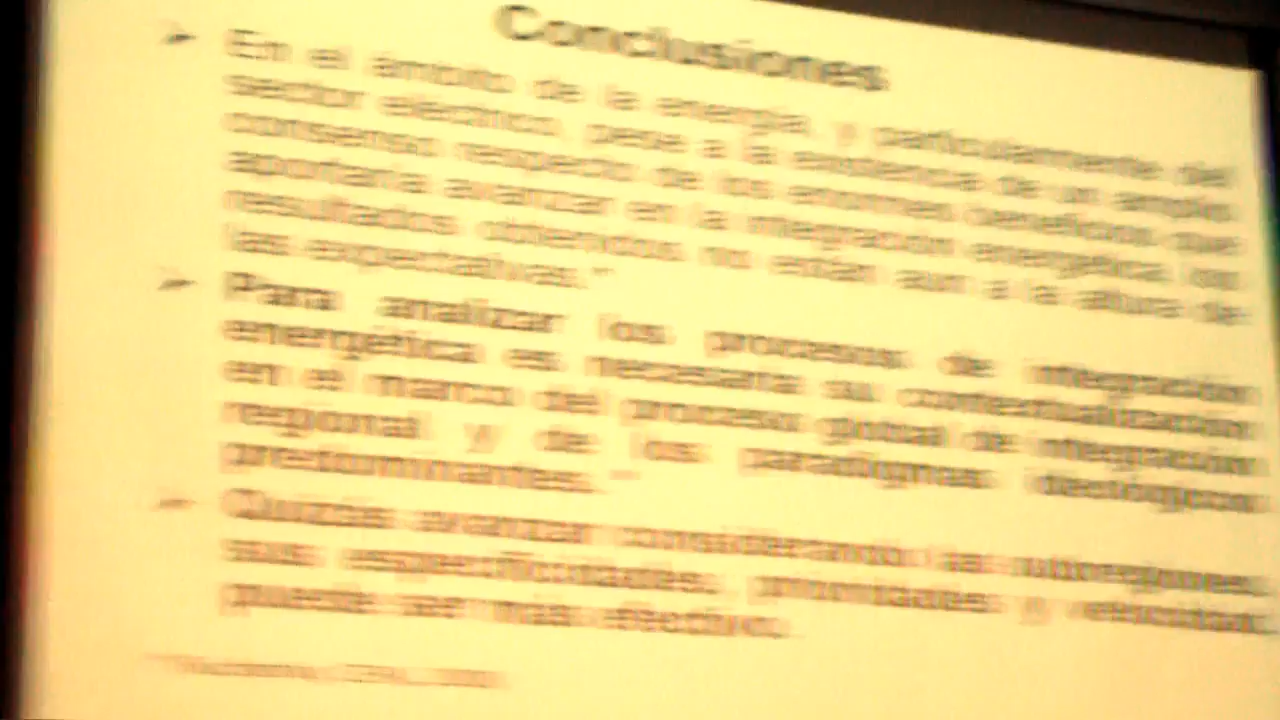 Conclusiones
➢ En el ámbito de la energía, y particularmente del
sector eléctrico, pese a la existencia de un amplio
consenso respecto de los enormes beneficios que
aportaría avanzar en la integración energética, los
resultados obtenidos no están aun a la altura de
las expectativas."
➢ Para analizar los procesos de integración
energética es necesaria su contextualización
en el marco del proceso global de integración
regional y de los paradigmas ideológicos
predominantes."
➢ Quizás avanzar considerando las subregiones,
sus especificidades, prioridades y
puede ser más efectivo.